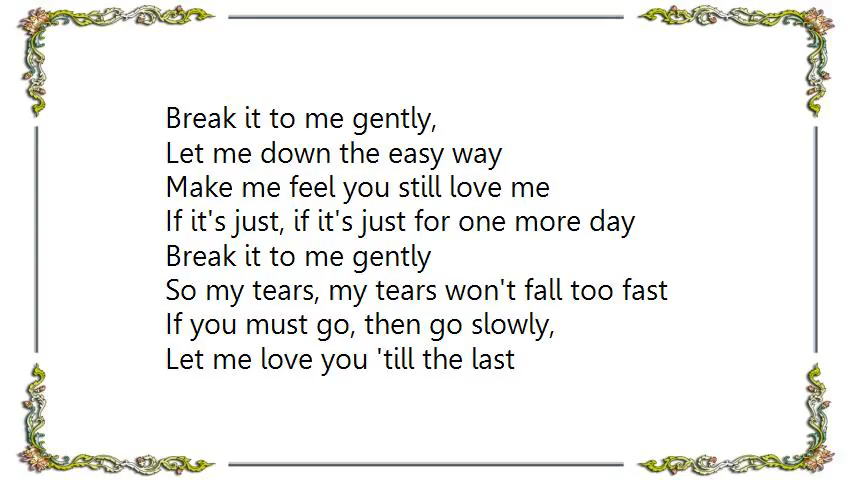 Break it to me gently,
Let me down the easy way
Make me feel you still love me
If it's just, if it's just for one more day
Break it to me gently
So my tears, my tears won't fall too fast
If you must go, then go slowly,
Let me love you 'till the last